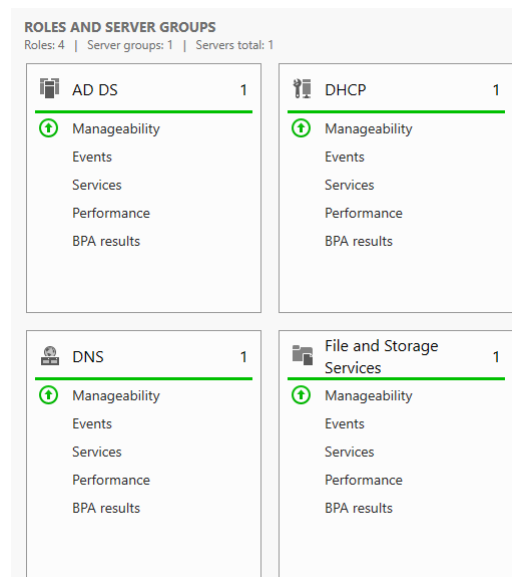 ROLES AND SERVER GROUPS
Roles: 4 | Server groups: 1 | Servers total: 1
AD DS 1
Manageability
Events
Services
Performance
BPA results
DHCP 1
Manageability
Events
Services
Performance
BPA results
DNS 1
Manageability
Events
Services
Performance
BPA results
File and Storage
Services 1
Manageability
Events
Services
Performance
BPA results